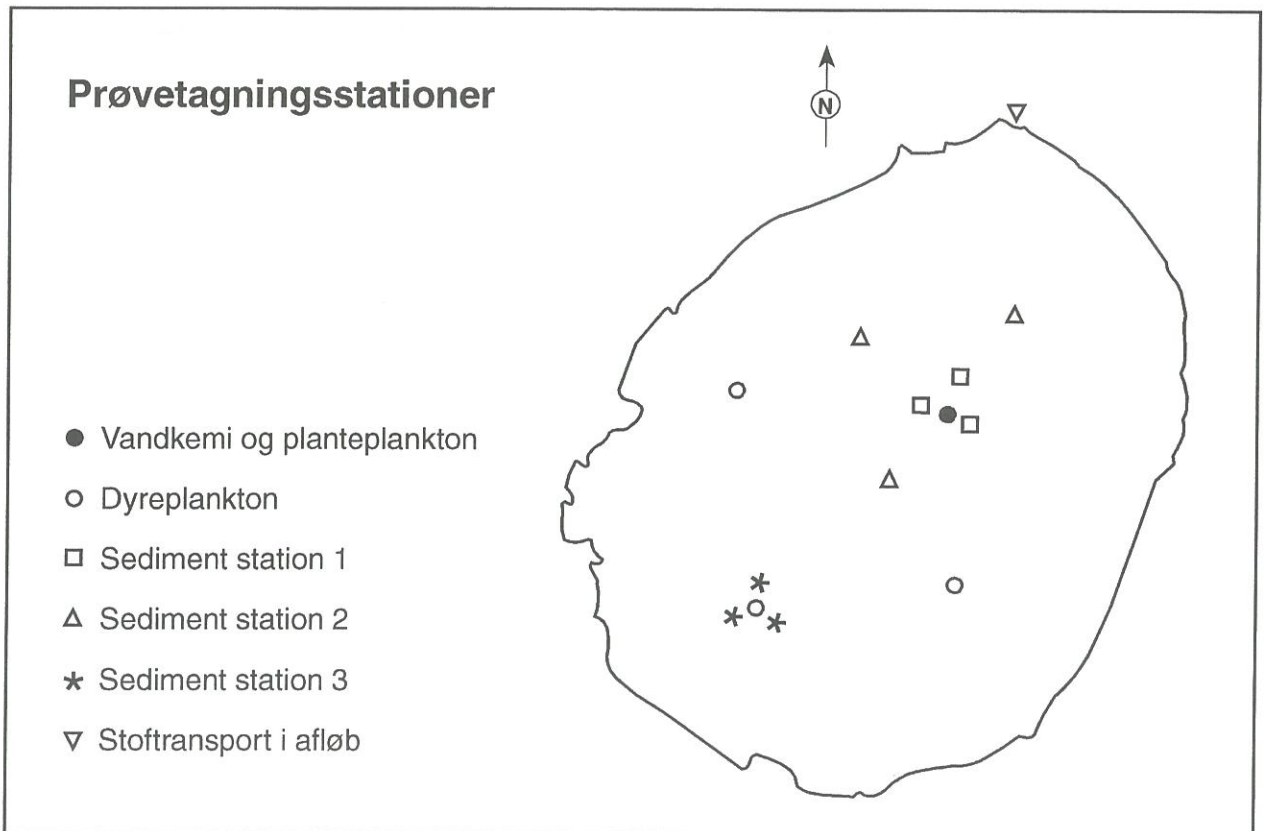 Prøvetagningsstationer
N
Vandkemi og planteplankton
Dyreplankton
Sediment station 1
Sediment station 2
Sediment station 3
Stoftransport i afløb